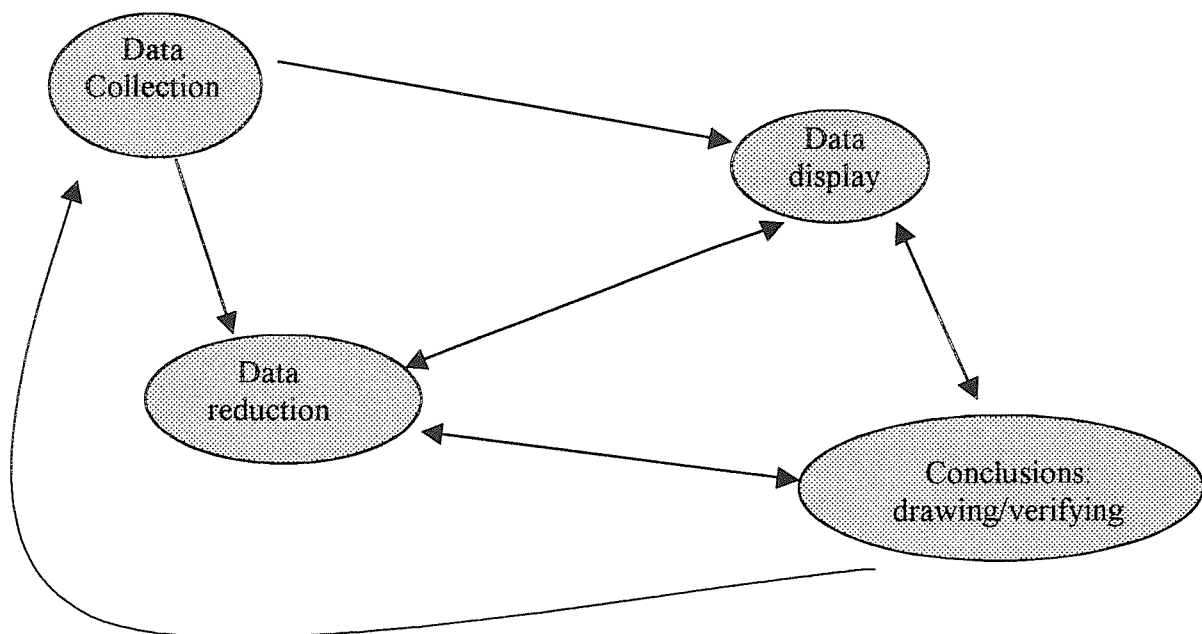 Data
Collection
Data
display
Data
reduction
Conclusions:
drawing/verifying